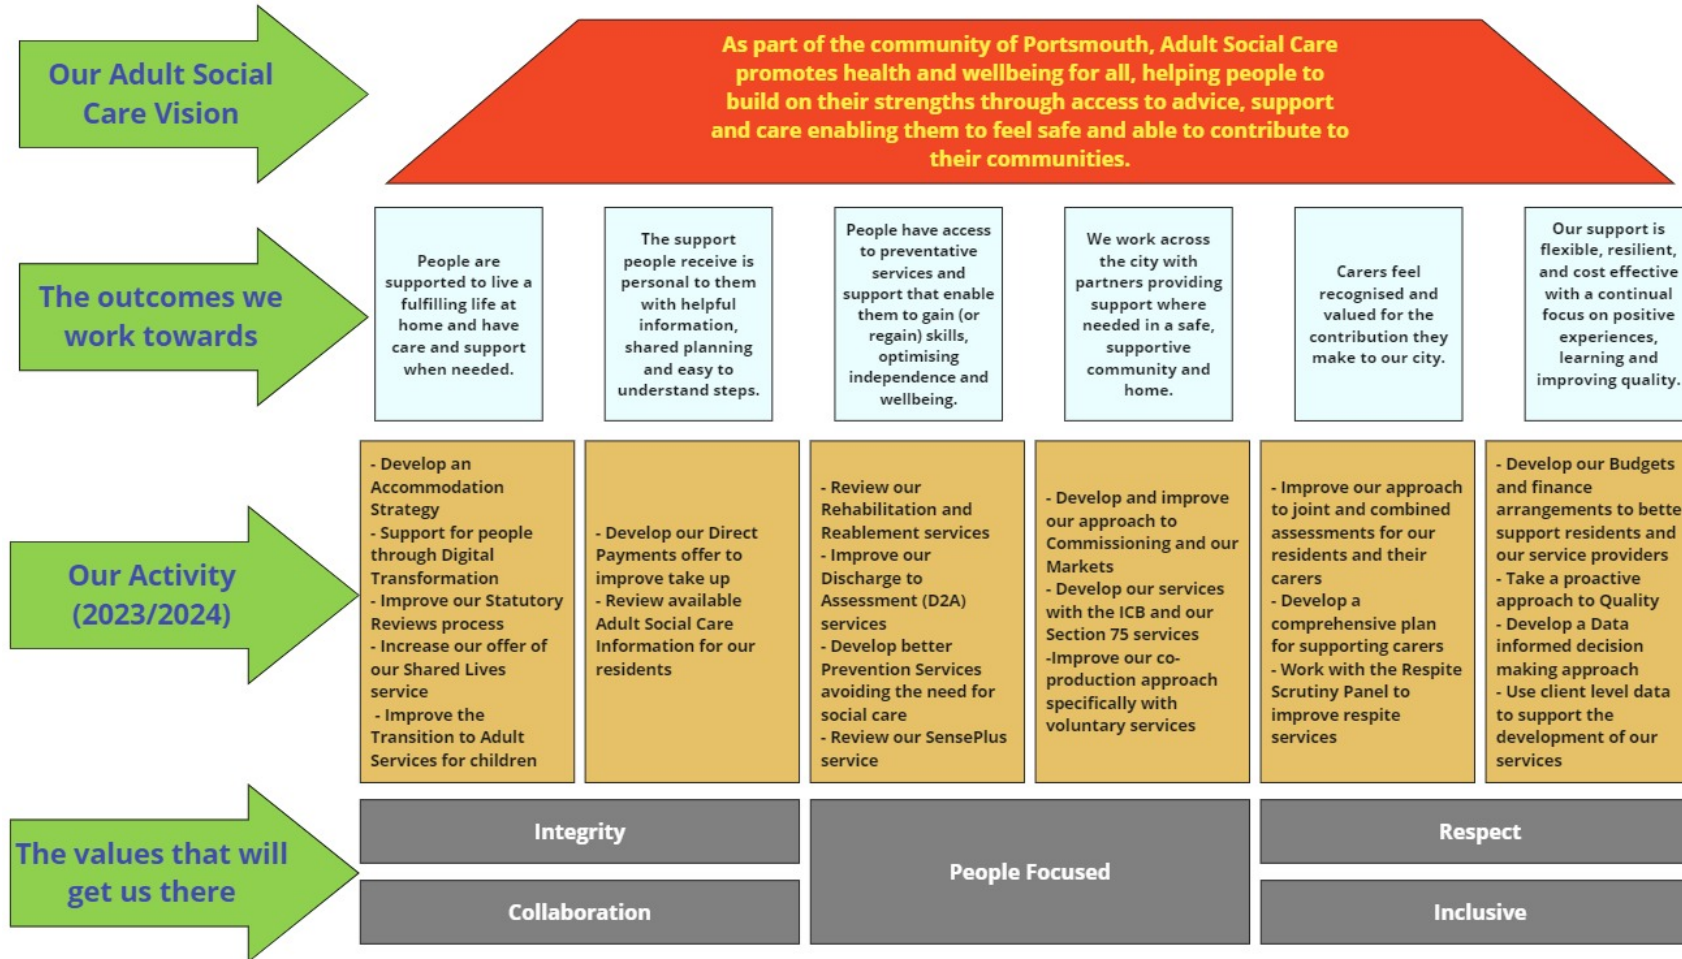 Our Adult Social
Care Vision
As part of the community of Portsmouth, Adult Social Care
promotes health and wellbeing for all, helping people to
build on their strengths through access to advice, support
and care enabling them to feel safe and able to contribute to
their communities.
The outcomes we
work towards
People are
supported to live a
fulfilling life at
home and have
care and support
when needed.
The support
people receive is
personal to them
with helpful
information,
shared planning
and easy to
understand steps.
People have access
to preventative
services and
support that enable
them to gain (or
regain) skills,
optimising
independence and
wellbeing.
We work across
the city with
partners providing
support where
needed in a safe,
supportive
community and
home.
Carers feel
recognised and
valued for the
contribution they
make to our city.
Our support is
flexible, resilient,
and cost effective
with a continual
focus on positive
experiences,
learning and
improving quality.
Our Activity
(2023/2024)
- Develop an
Accommodation
Strategy
- Support for people
through Digital
Transformation
- Improve our Statutory
Reviews process
- Increase our offer of
our Shared Lives
service
- Improve the
Transition to Adult
Services for children
- Develop our Direct
Payments offer to
improve take up
- Review available
Adult Social Care
Information for our
residents
- Review our
Rehabilitation and
Reablement services
- Improve our
Discharge to
Assessment (D2A)
services
- Develop better
Prevention Services
avoiding the need for
social care
- Review our SensePlus
service
- Develop and improve
our approach to
Commissioning and our
Markets
- Develop our services
with the ICB and our
Section 75 services
-Improve our co-
production approach
specifically with
voluntary services
- Improve our approach
to joint and combined
assessments for our
residents and their
carers
- Develop a
comprehensive plan
for supporting carers
- Work with the Respite
Scrutiny Panel to
improve respite
services
- Develop our Budgets
and finance
arrangements to bette
support residents and
our service providers
- Take a proactive
approach to Quality
- Develop a Data
informed decision
making approach
- Use client level data
to support the
development of our
services
The values that will
get us there
Integrity
Collaboration
People Focused
Respect
Inclusive